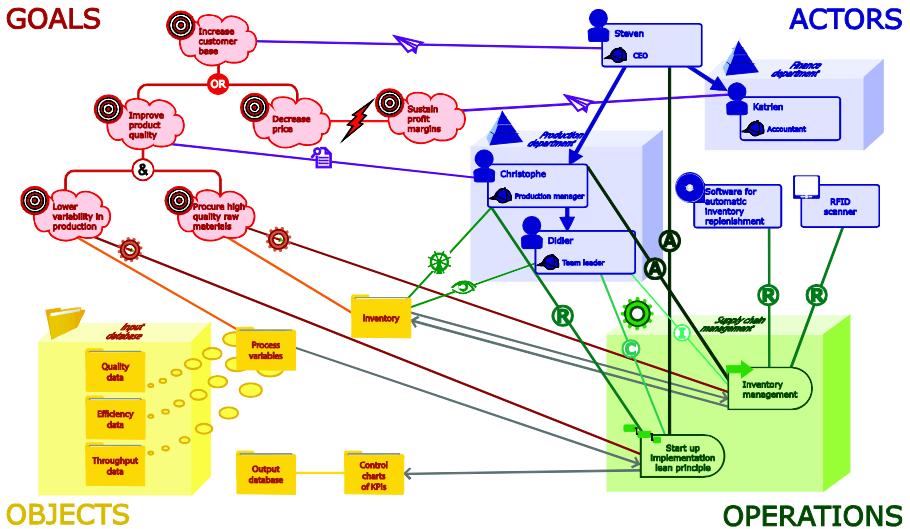 GOALS
ACTORS
Increase
customer
base
Steven
CEO
Finance
department
OR
Improve
product
quality
Decrease
price
Sustain
profit
margins
Katrien
Accountant
Production
department
&
Christophe
Production manager
Lower
variability in
production
Procure high
quality raw
materials
Software for
automatic
inventory
replenishment
RFID
scanner
Didier
Team leader
A
A
R
R
R
Inventory
Input
database
Supply chain
management
I
C
Process
variables
Quality
data
Inventory
management
Efficiency
data
Start up
implementation
lean principle
Throughput
data
Output
database
Control
charts
of KPIs
OBJECTS
OPERATIONS